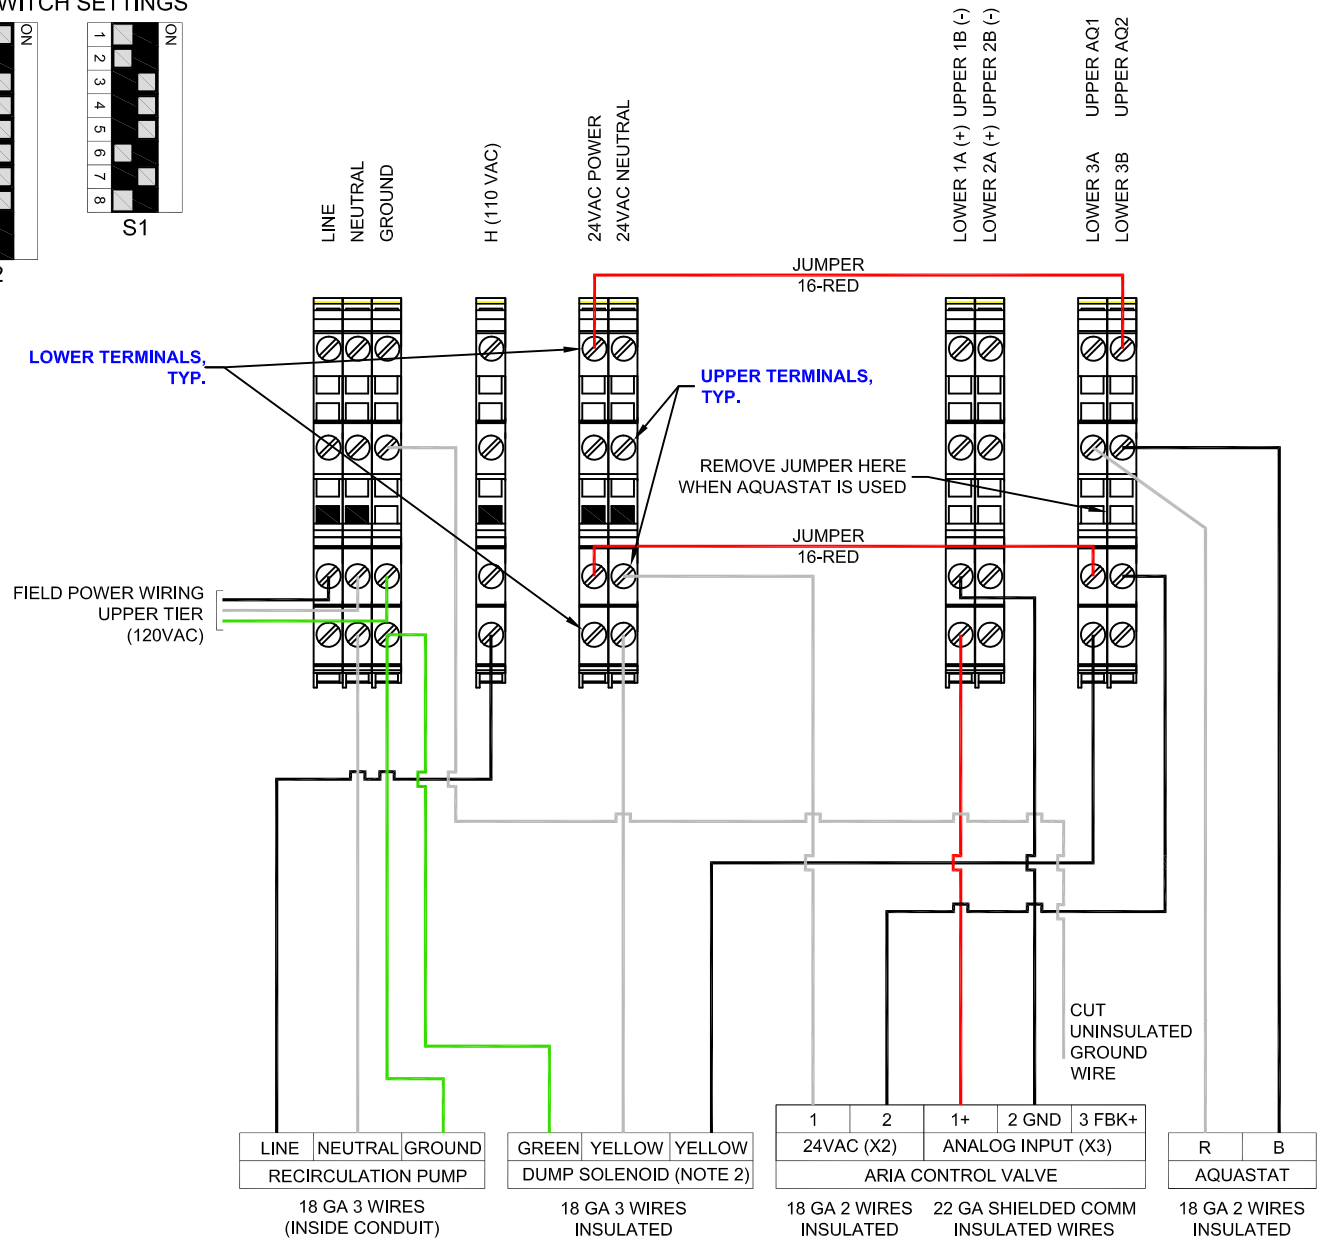 WITCH SETTINGS
ON
1
2
3
4
5
6
7
8
ON
S1
2
LINE
NEUTRAL
GROUND
H (110 VAC)
24VAC POWER
24VAC NEUTRAL
LOWER 1A (+) UPPER 1B (-)
LOWER 2A (+) UPPER 2B (-)
LOWER 3A UPPER AQ1
LOWER 3B UPPER AQ2
JUMPER
16-RED
LOWER TERMINALS,
TYP.
UPPER TERMINALS,
TYP.
REMOVE JUMPER HERE
WHEN AQUASTAT IS USED
JUMPER
16-RED
FIELD POWER WIRING
UPPER TIER
(120VAC)
CUT
UNINSULATED
GROUND
WIRE
LINE NEUTRAL GROUND
RECIRCULATION PUMP
18 GA 3 WIRES
(INSIDE CONDUIT)
GREEN YELLOW YELLOW
DUMP SOLENOID (NOTE 2)
18 GA 3 WIRES
INSULATED
1 2 1+ 2 GND 3 FBK+
24VAC (X2) ANALOG INPUT (X3)
ARIA CONTROL VALVE
18 GA 2 WIRES
INSULATED
22 GA SHIELDED COMM
INSULATED WIRES
R B
AQUASTAT
18 GA 2 WIRES
INSULATED